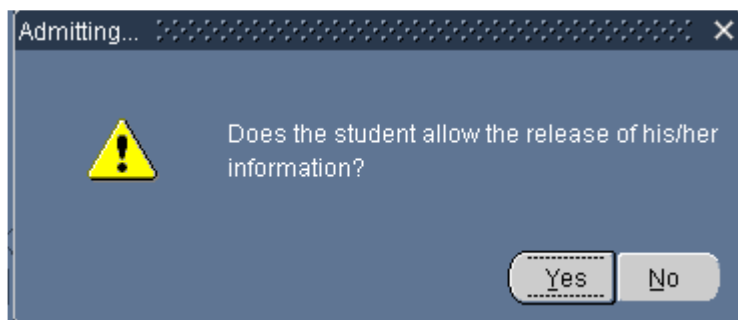 Admitting...
Does the student allow the release of his/her
information?
Yes No